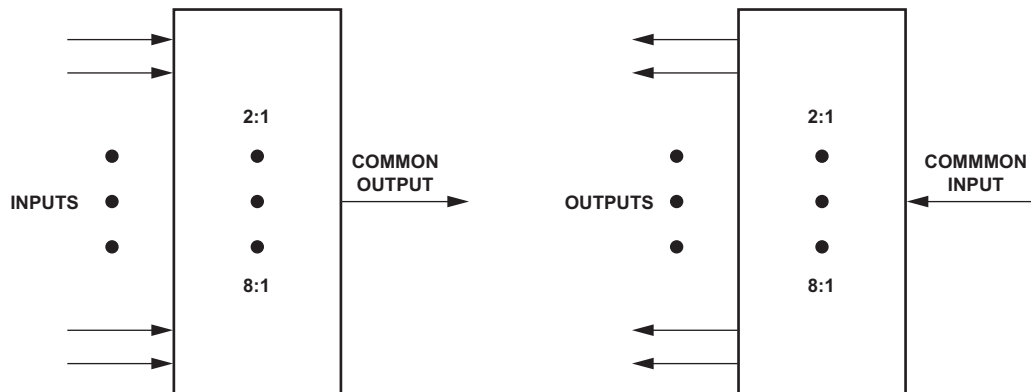 2:1
INPUTS
COMMON
OUTPUT
8:1
2:1
OUTPUTS
COMMMON
INPUT
8:1